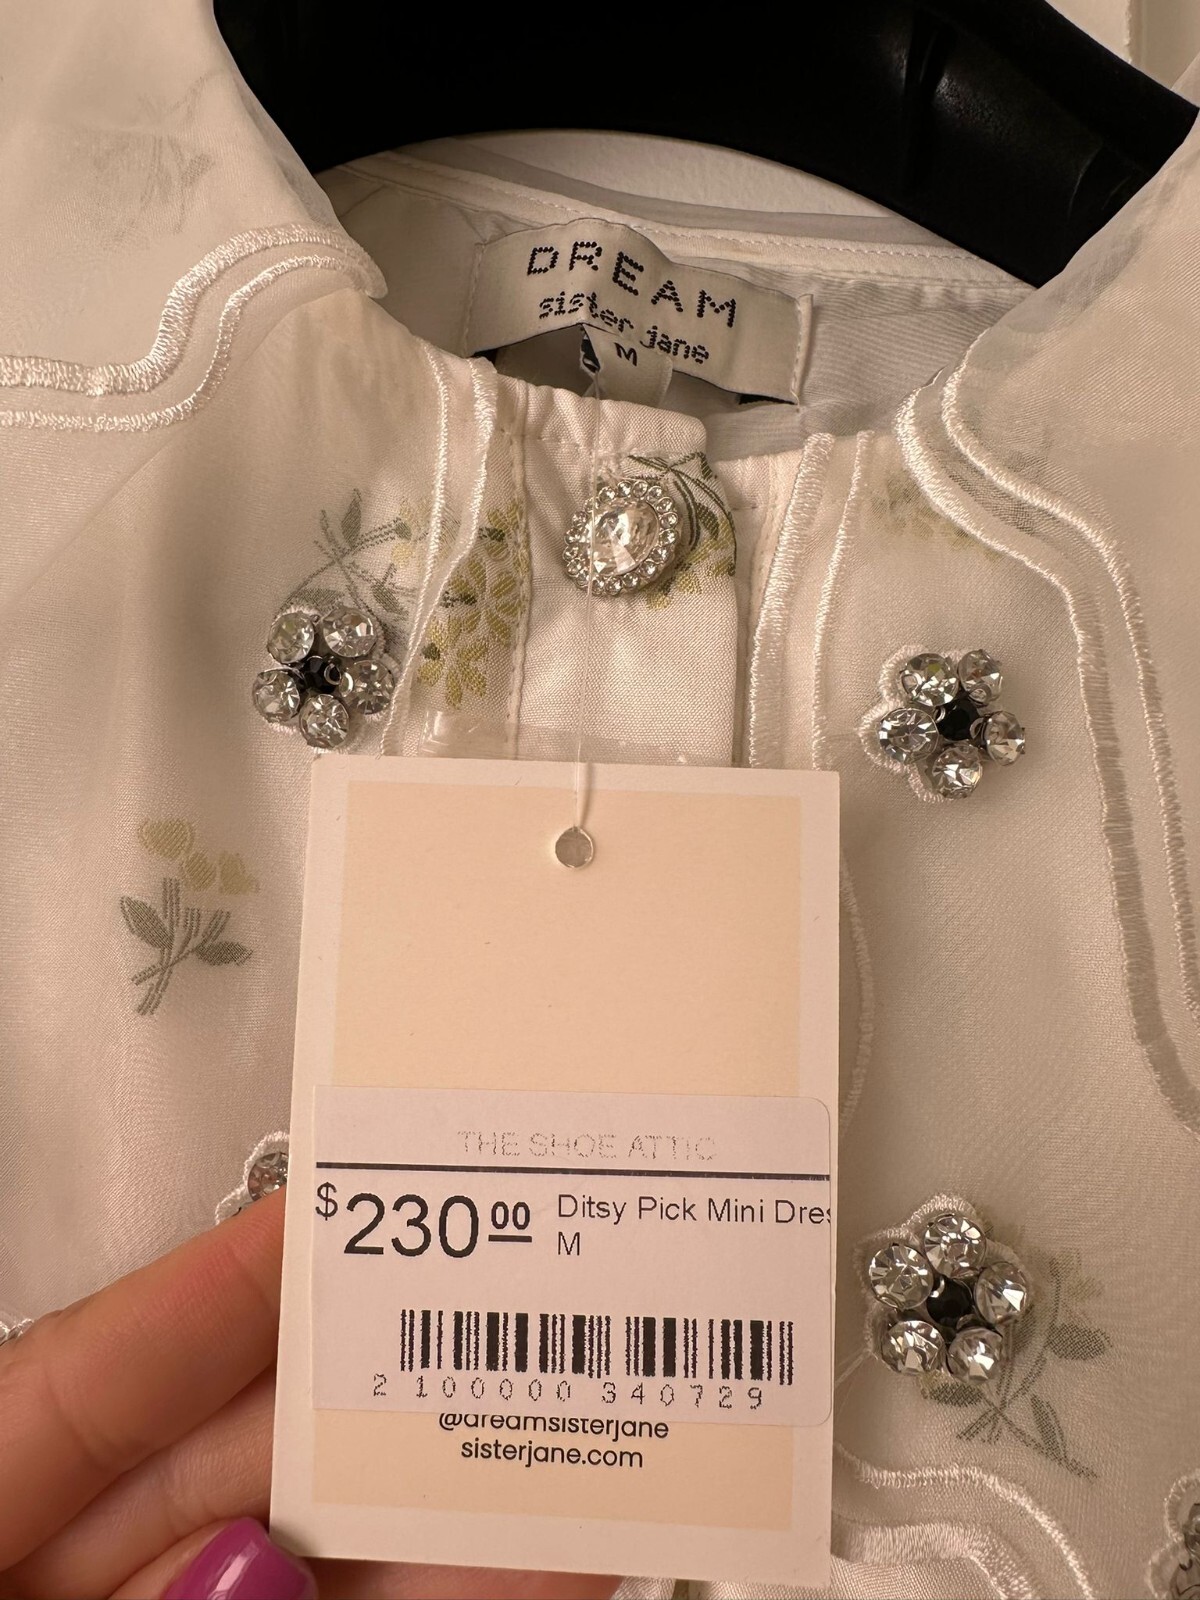 DREAM
sister jane
M
THE SHOE ATTIC
$230.00 Ditsy Pick Mini Dres
M
2 100000 340729
@dreamsisterjane
sisterjane.com